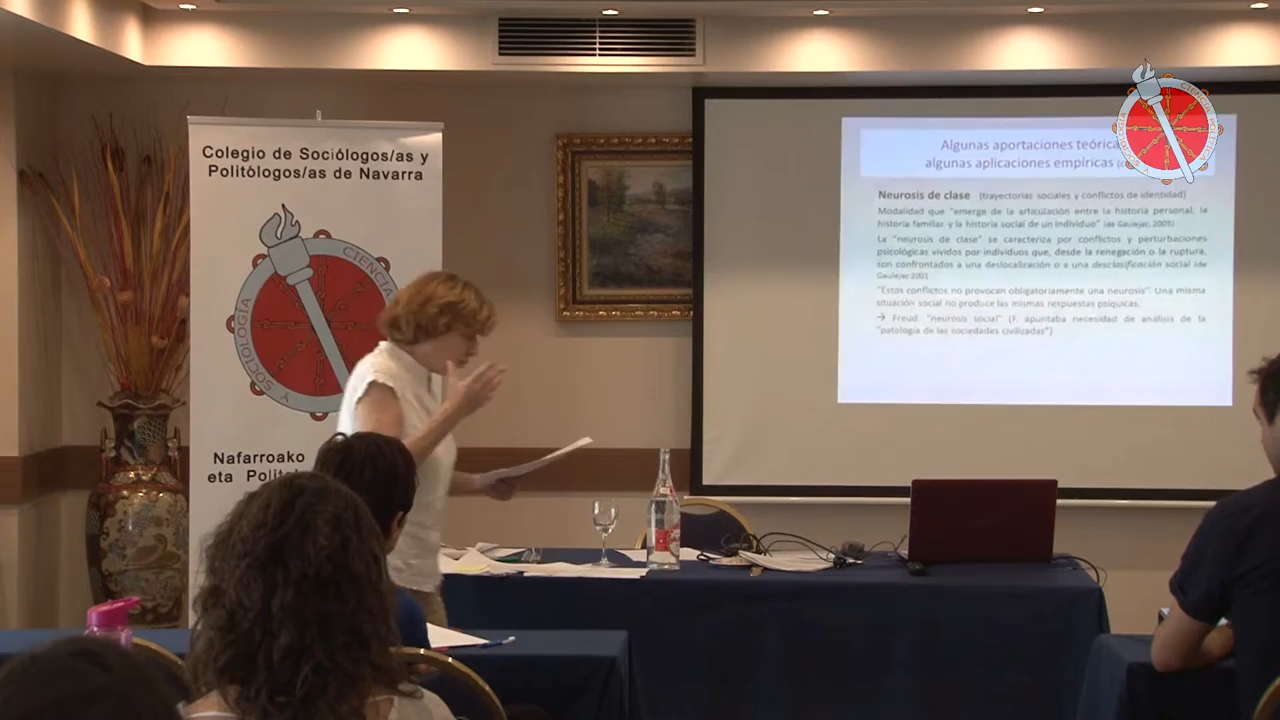 Colegio de Sociólogos/as y
Politólogos/as de Navarra
CIENCIA
Y SOCIOLOGÍA
Nafarroako
eta
CIENCIA POLÍTICA
Y SOCIOLOGÍA
Algunas aportaciones
algunas aplicaciones empíricas
Neurosis de clase (trayectorias sociales y conflictos de identidad)
Modalidad que "emerge de la articulación entre la historia personal, la
historia familiar y la historia social de un individuo" (de Gaulejac, 2005)
La "neurosis de clase" se caracteriza por conflictos y perturbaciones
psicológicas vividos por individuos que, desde la renegación o la ruptura,
son confrontados a una deslocalización o a una desclasificación social (de
Gaulejac 2001
"Estos conflictos no provocan obligatoriamente una neurosis". Una misma
situación social no produce las mismas respuestas psíquicas.
→ Freud: "neurosis social" (F. apuntaba necesidad de análisis de la
"patología de las sociedades civilizadas")